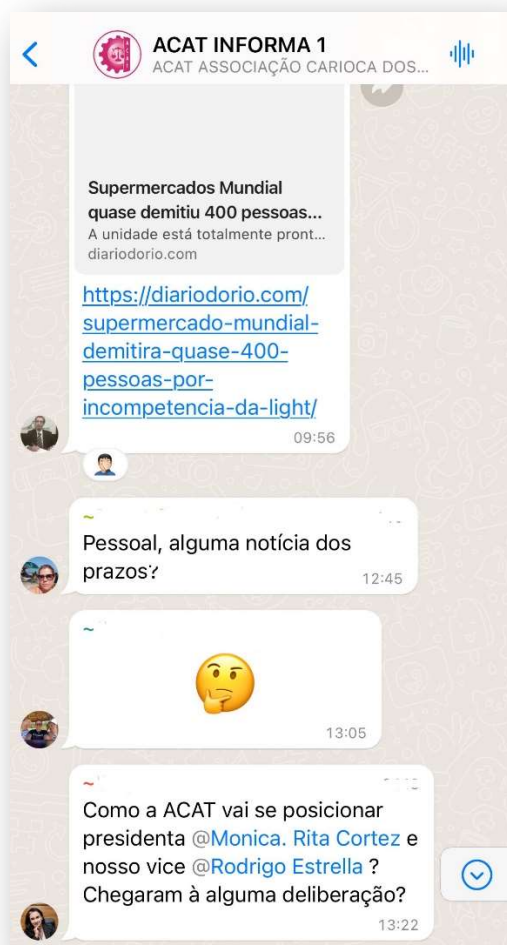 ACAT INFORMA 1
ACAT ASSOCIAÇÃO CARIOCA DOS...
Supermercados Mundial
quase demitiu 400 pessoas...
A unidade está totalmente pront...
diariodorio.com
https://diariodorio.com/
supermercado-mundial-
demitira-quase-400-
pessoas-por-
incompetencia-da-light/
09:56
~
Pessoal, alguma notícia dos
prazos?
12:45
~
13:05
~
Como a ACAT vai se posicionar
presidenta @Monica. Rita Cortez e
nosso vice @Rodrigo Estrella ?
Chegaram à alguma deliberação?
13:22